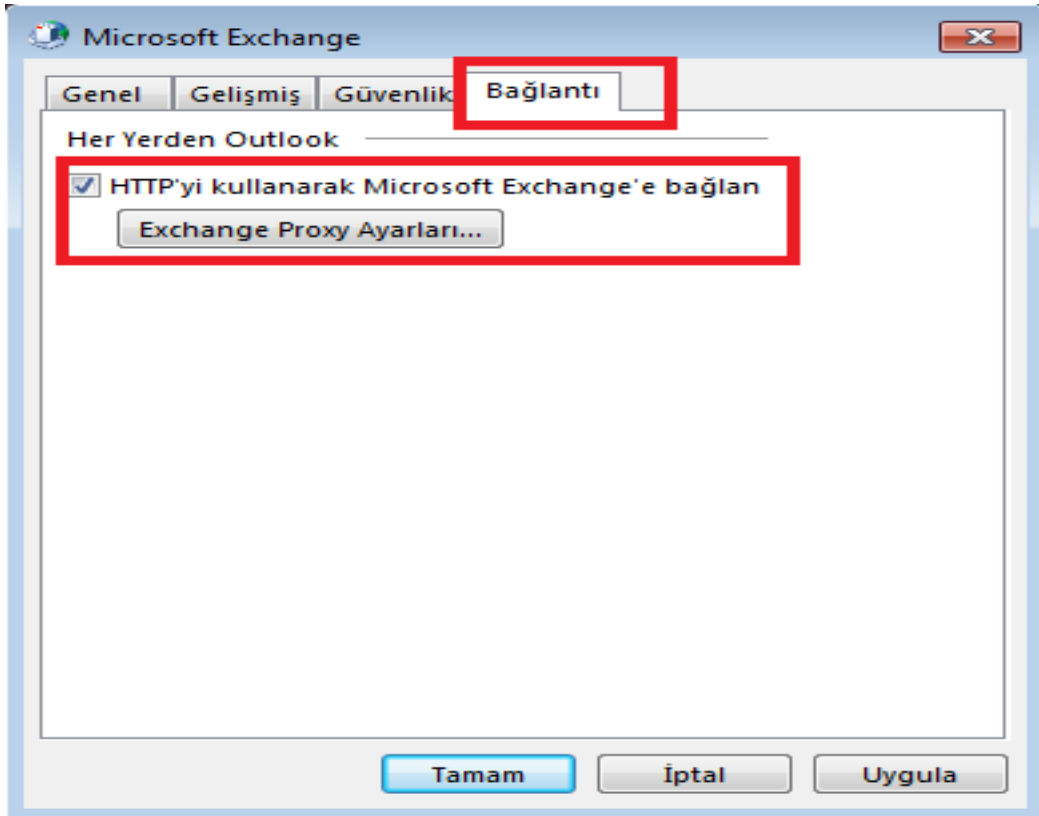 Microsoft Exchange
Genel Gelişmiş Güvenlik Bağlantı
Her Yerden Outlook
HTTP'yi kullanarak Microsoft Exchange'e bağlan
Exchange Proxy Ayarları...
Tamam İptal Uygula